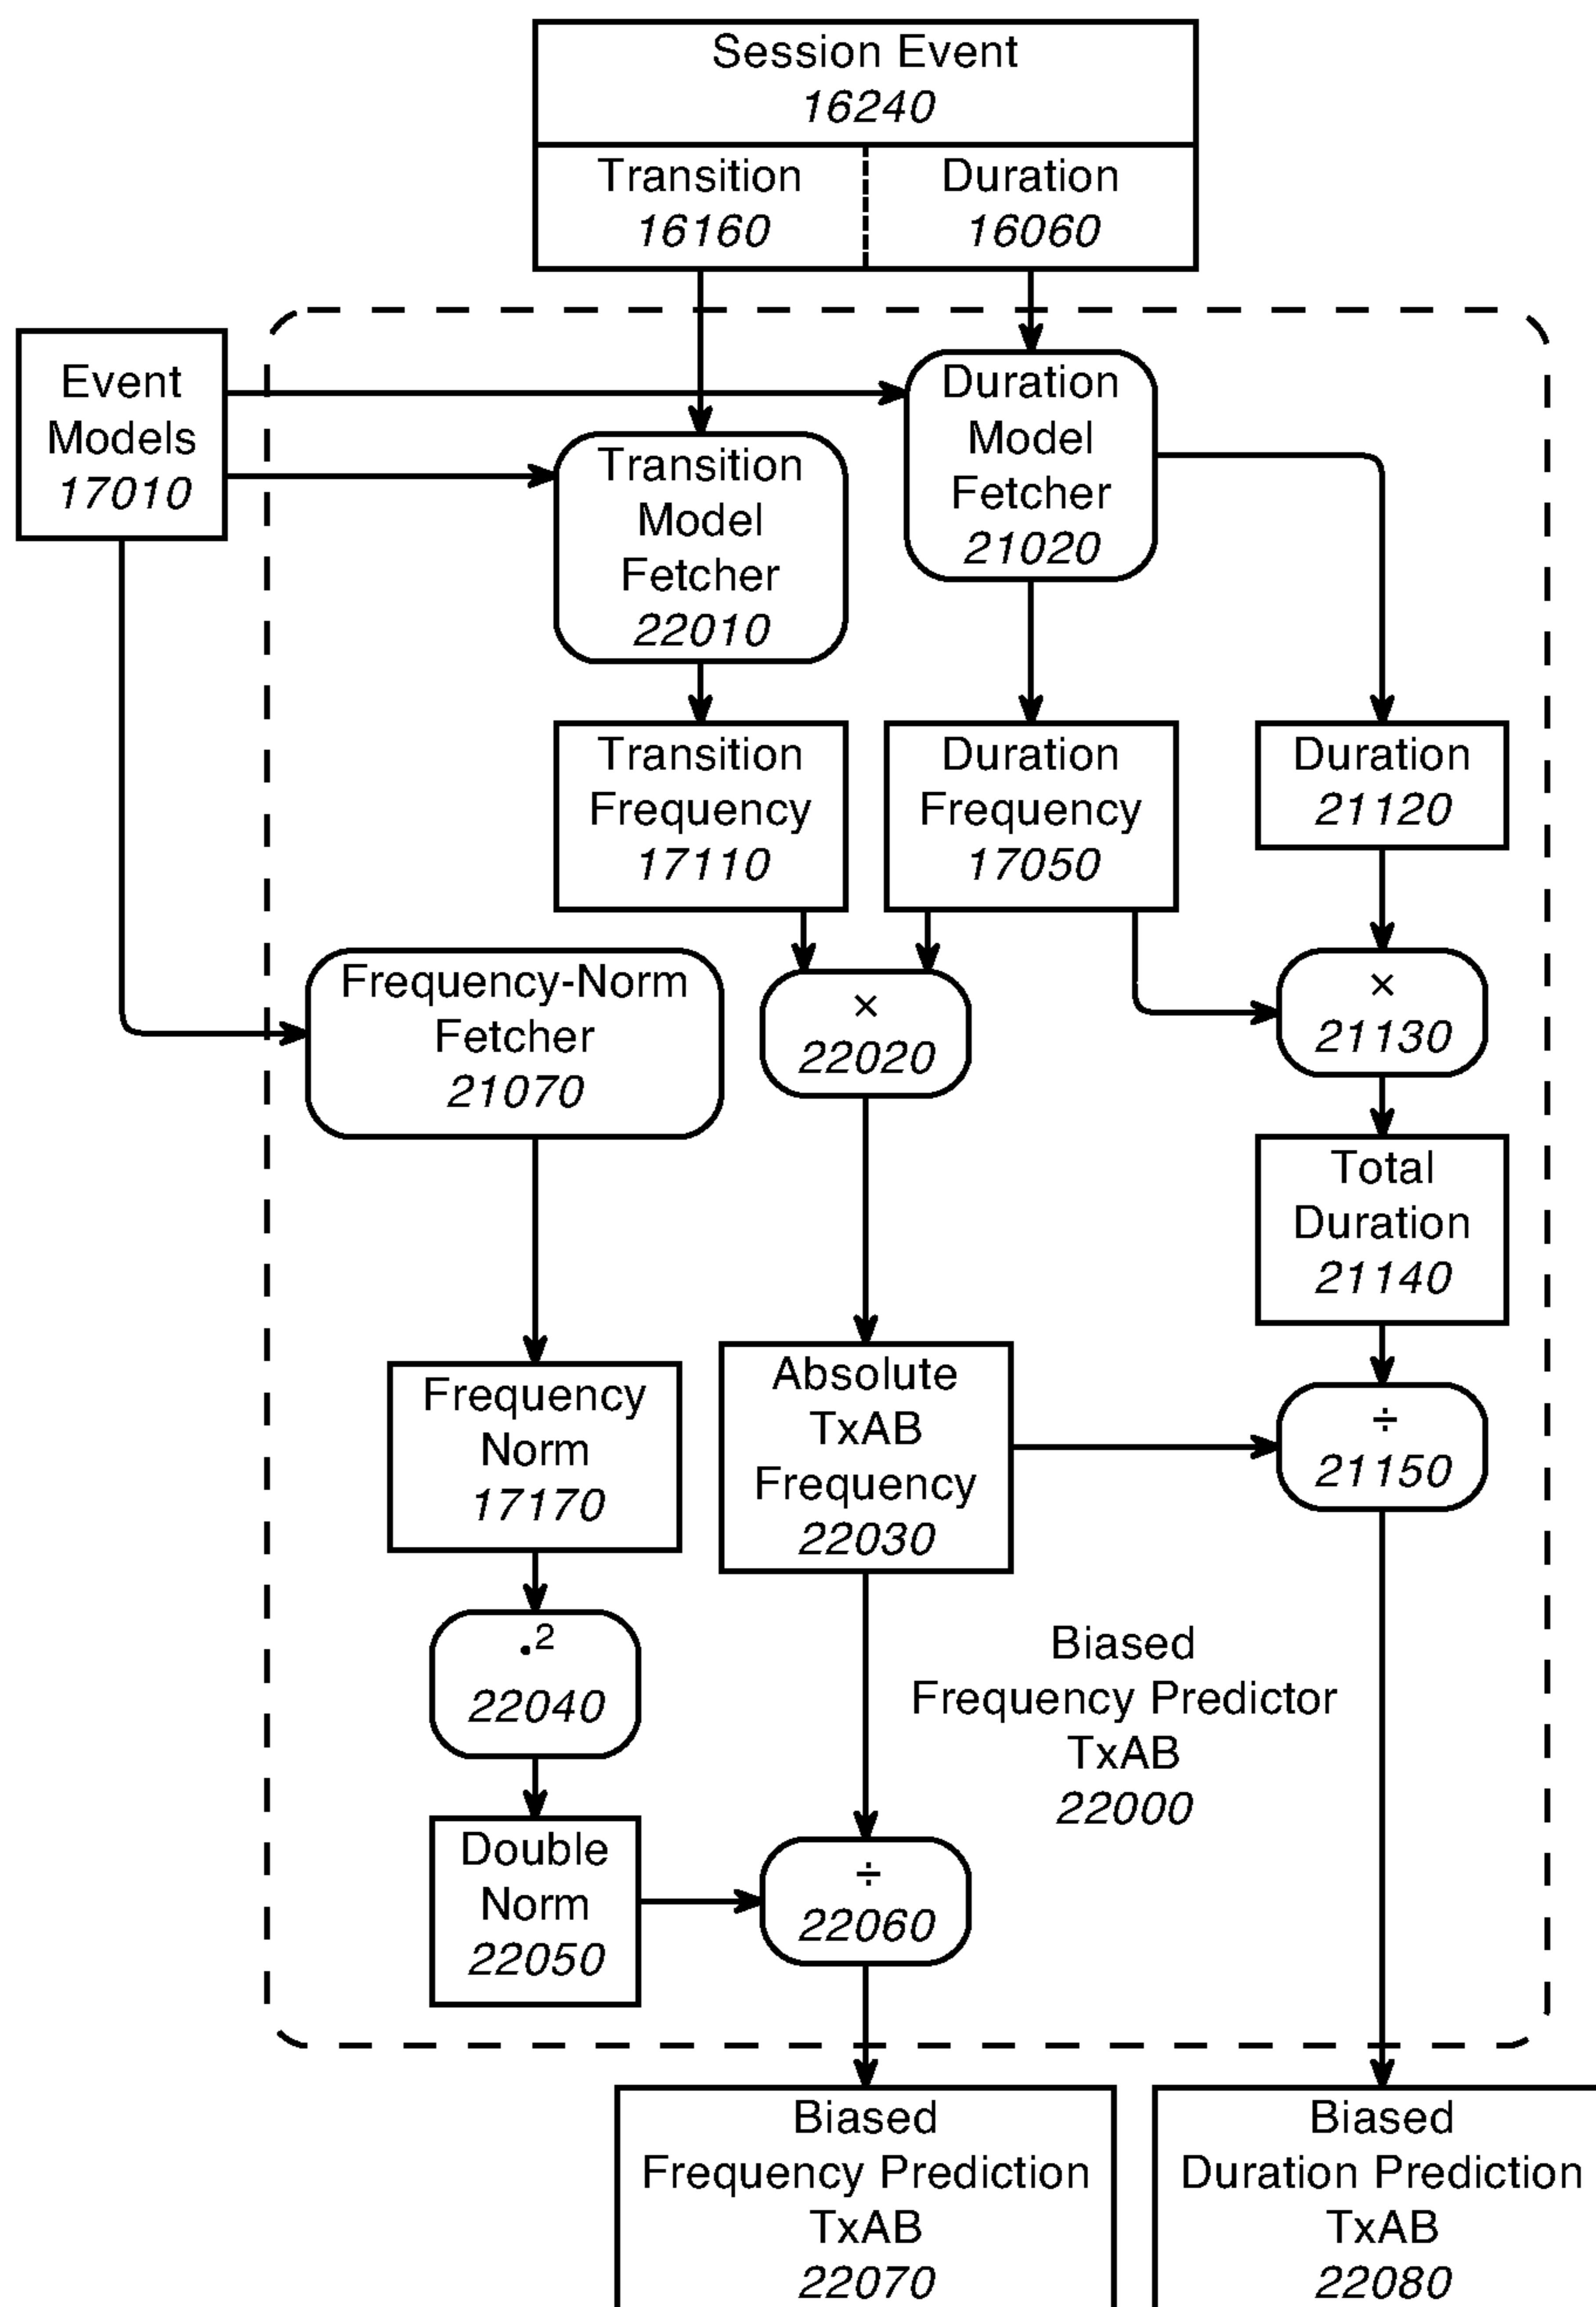 Session Event
16240
Transition
16160
Duration
16060
Event
Models
17010
Transition
Model
Fetcher
22010
Duration
Model
Fetcher
21020
Transition
Frequency
17110
Duration
Frequency
17050
Duration
21120
Frequency-Norm
Fetcher
21070
×
22020
×
21130
Total
Duration
21140
Frequency
Norm
17170
Absolute
TxAB
Frequency
22030
÷
21150
.²
22040
Biased
Frequency Predictor
TxAB
22000
Double
Norm
22050
÷
22060
Biased
Frequency Prediction
TxAB
22070
Biased
Duration Prediction
TxAB
22080